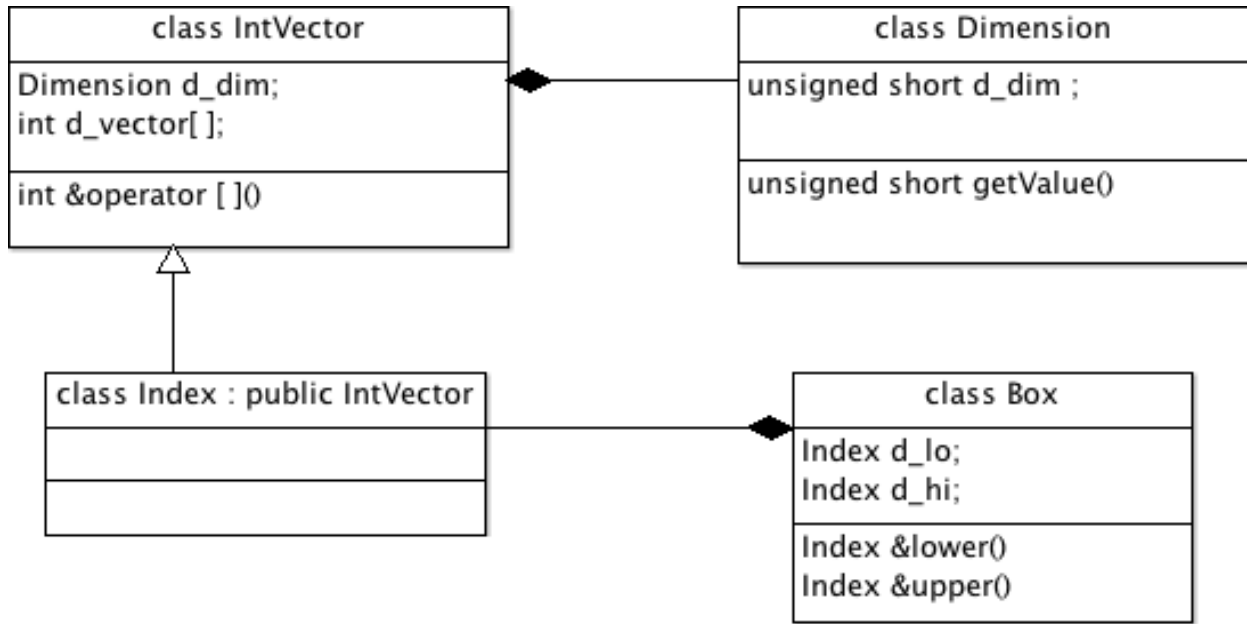 class IntVector
Dimension d_dim;
int d_vector[ ];
int &operator [ ]()
class Dimension
unsigned short d_dim ;
unsigned short getValue()
class Index : public IntVector
class Box
Index d_lo;
Index d_hi;
Index &lower()
Index &upper()